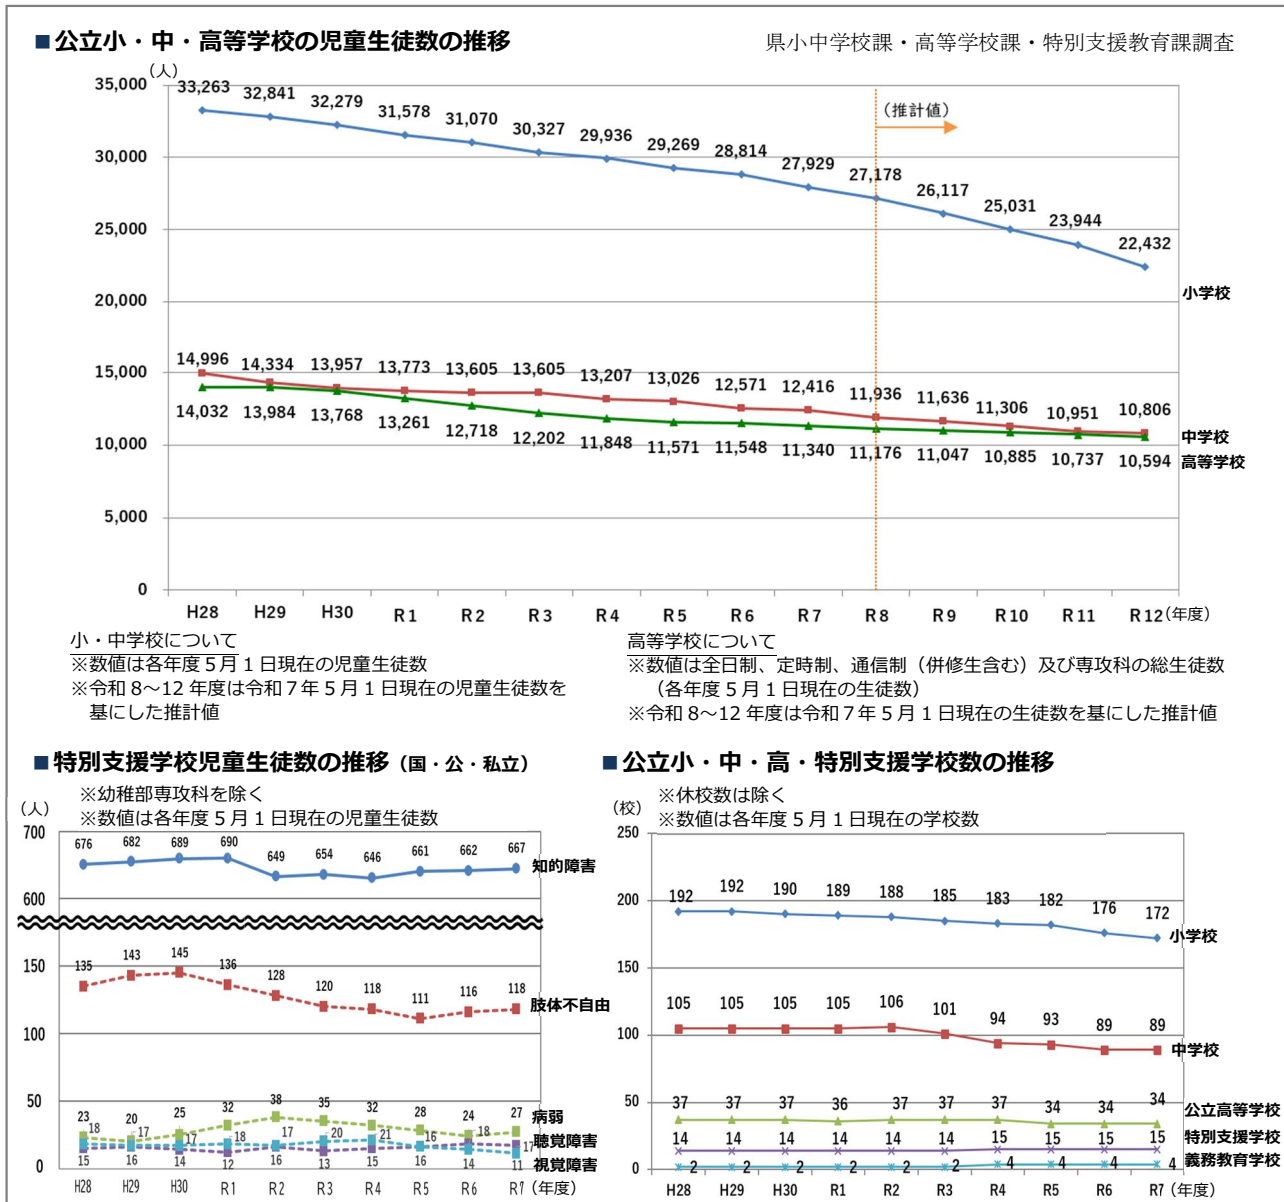 ■公立小・中・高等学校の児童生徒数の推移
県小中学校課・高等学校課・特別支援教育課調査
（人）
35,000
30,000
25,000
20,000
15,000
10,000
5,000
0
33,263 32,841 32,279 31,578 31,070 30,327 29,936 29,269 28,814 27,929 27,178 26,117 25,031 23,944 22,432
（推計値）
小学校
14,996 14,334 13,957 13,773 13,605 13,605 13,207 13,026 12,571 12,416 11,936 11,636 11,306 10,951 10,806
中学校
14,032 13,984 13,768 13,261 12,718 12,202 11,848 11,571 11,548 11,340 11,176 11,047 10,885 10,737 10,594
高等学校
H28 H29 H30 R1 R2 R3 R4 R5 R6 R7 R8 R9 R10 R11 R12（年度）
小・中学校について
※数値は各年度５月１日現在の児童生徒数
※令和８～12 年度は令和７年５月１日現在の児童生徒数を
基にした推計値
高等学校について
※数値は全日制、定時制、通信制（併修生含む）及び専攻科の総生徒数
（各年度５月１日現在の生徒数）
※令和８～12 年度は令和７年５月１日現在の生徒数を基にした推計値
■特別支援学校児童生徒数の推移（国・公・私立）
※幼稚部専攻科を除く
※数値は各年度５月１日現在の児童生徒数
（人）
700
600
150
100
50
0
676 682 689 690 649 654 646 661 662 667
知的障害
135 143 145 136 128 120 118 111 116 118
肢体不自由
23 20 25 32 38 35 32 28 24 27
病弱
18 17 17 18 17 20 21 16 18 17
聴覚障害
15 16 14 12 16 13 15 16 14 11
視覚障害
H28 H29 H30 R1 R2 R3 R4 R5 R6 R7（年度）
■公立小・中・高・特別支援学校数の推移
※休校数は除く
※数値は各年度５月１日現在の学校数
（校）
250
200
150
100
50
0
192 192 190 189 188 185 183 182 176 172
小学校
105 105 105 105 106 101 94 93 89 89
中学校
37 37 37 36 37 37 37 34 34 34
公立高等学校
14 14 14 14 14 14 15 15 15 15
特別支援学校
2 2 2 2 2 2 4 4 4 4
義務教育学校
H28 H29 H30 R1 R2 R3 R4 R5 R6 R7（年度）